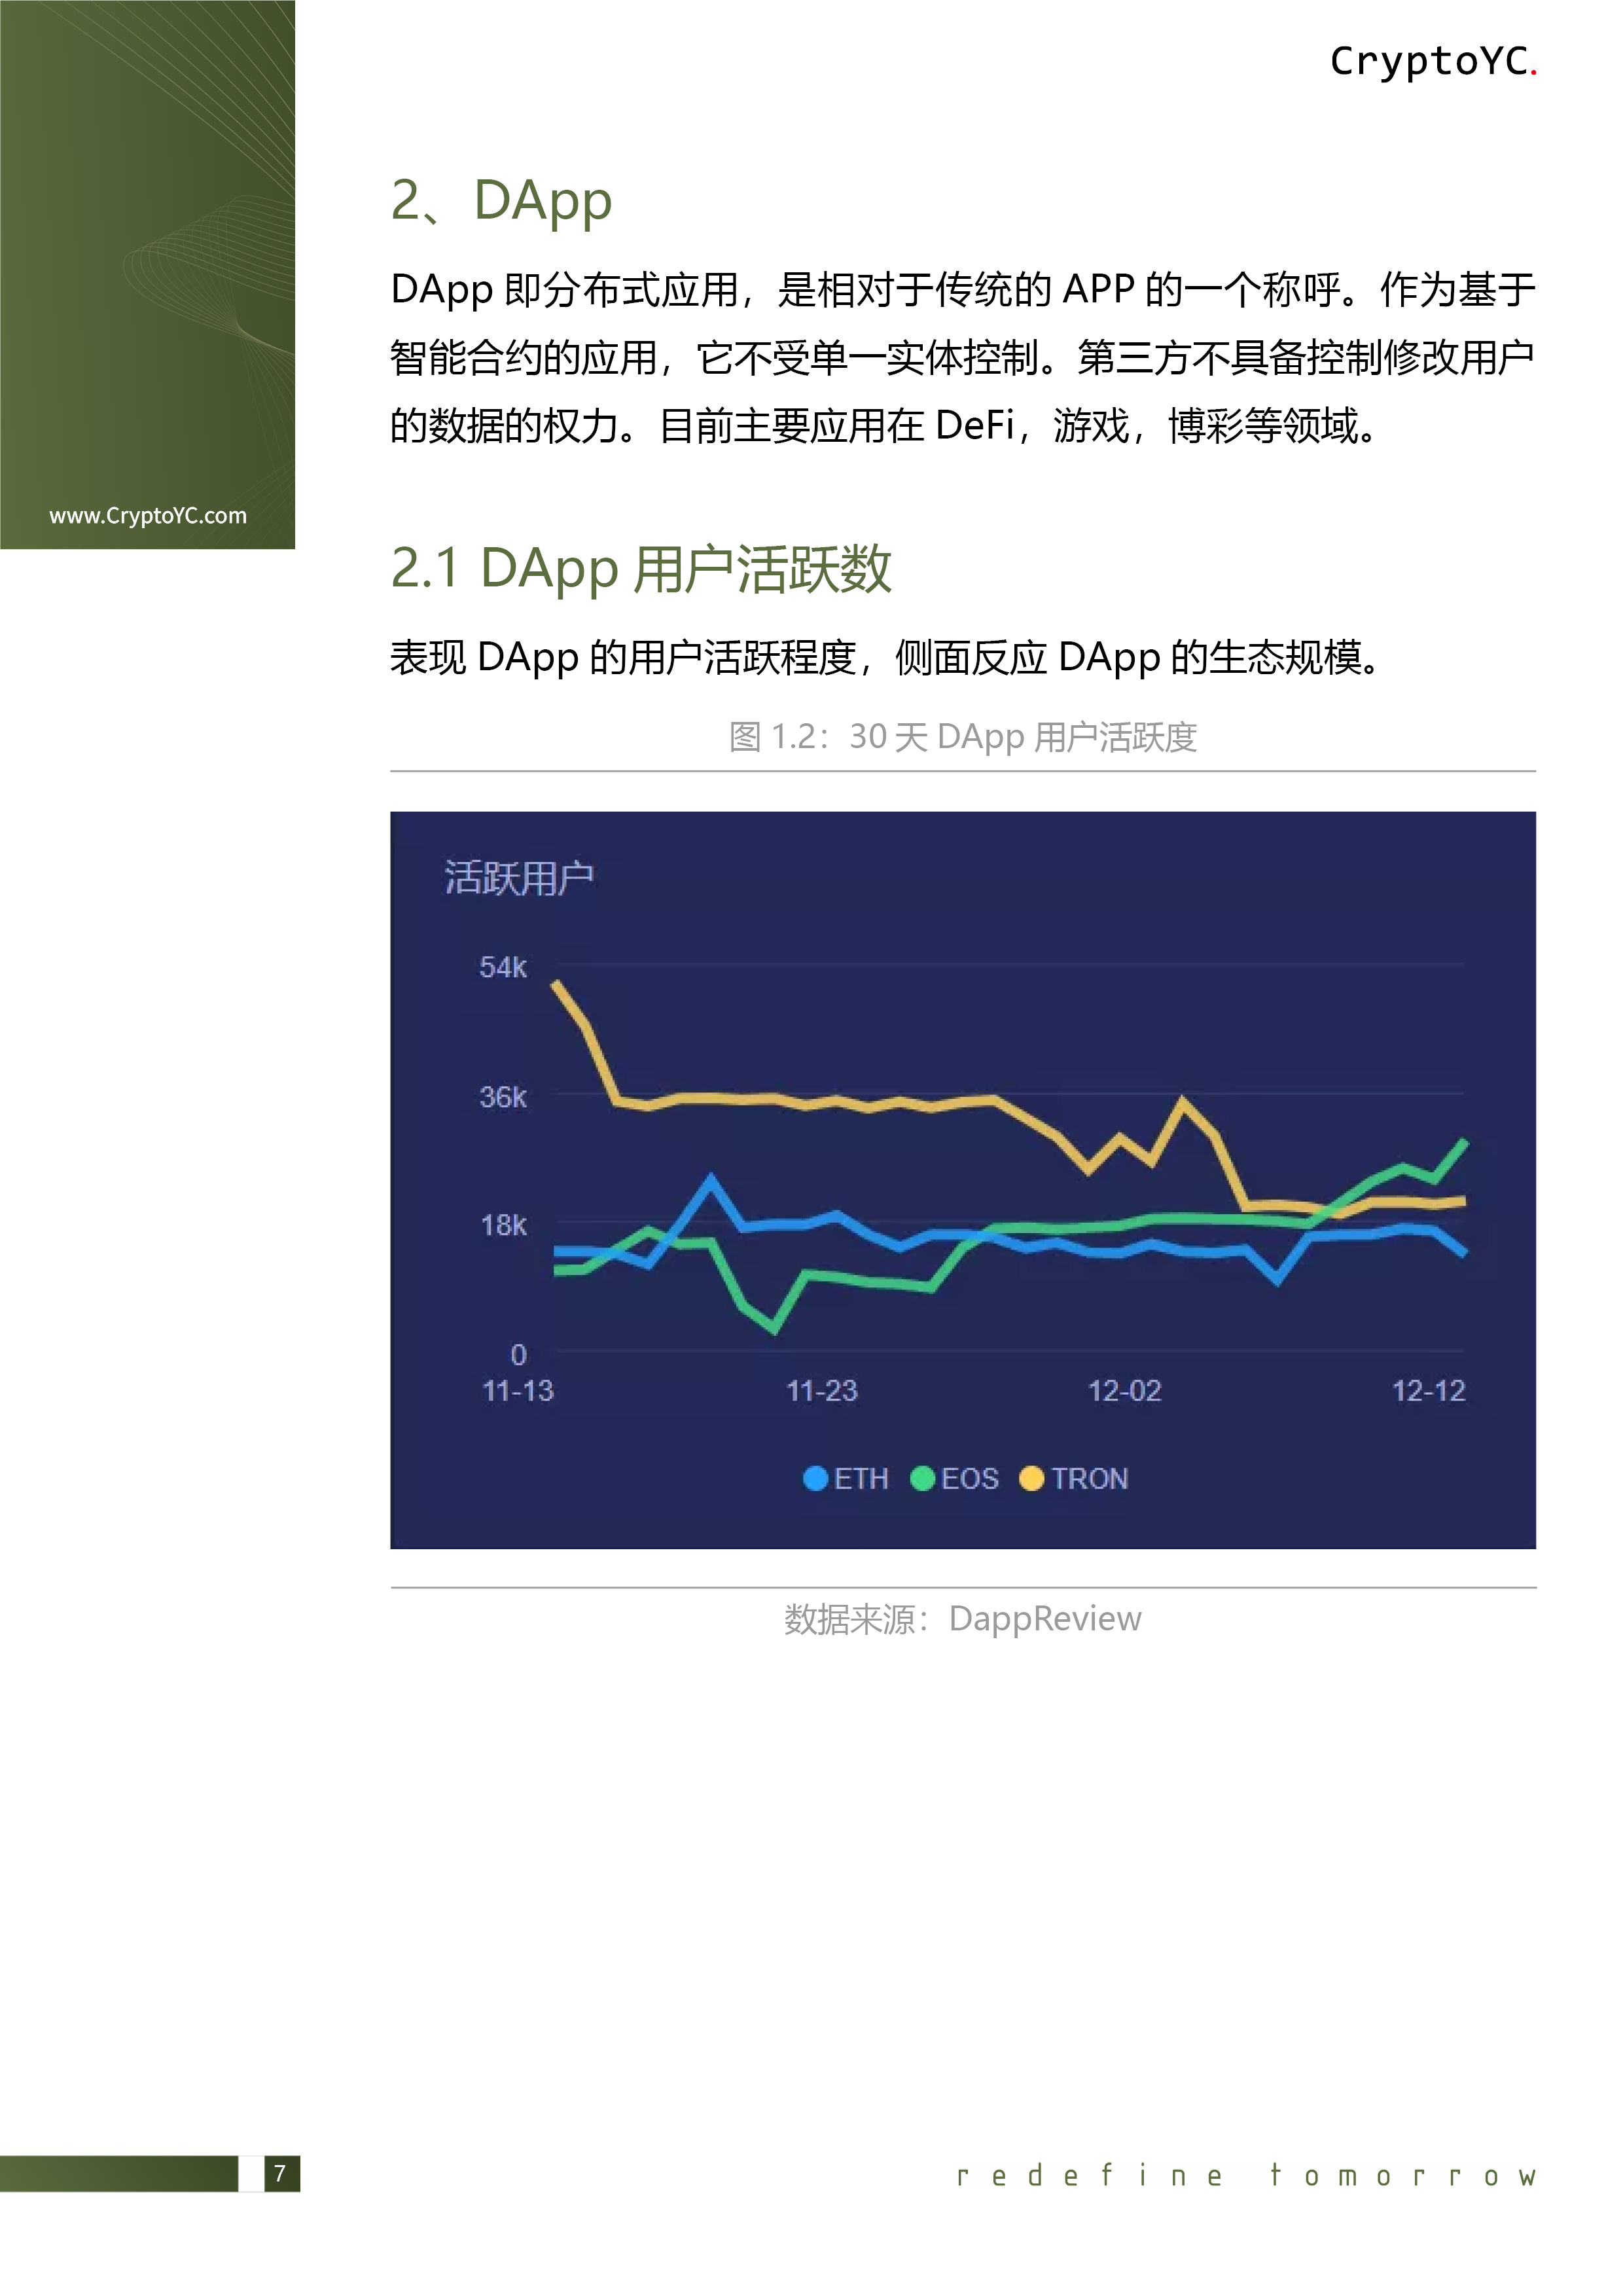 CryptoYC.
www.CryptoYC.com
2、DApp
DApp 即分布式应用，是相对于传统的 APP 的一个称呼。作为基于
智能合约的应用，它不受单一实体控制。第三方不具备控制修改用户
的数据的权力。目前主要应用在 DeFi，游戏，博彩等领域。
2.1 DApp 用户活跃数
表现 DApp 的用户活跃程度，侧面反应 DApp 的生态规模。
图 1.2：30 天 DApp 用户活跃度
活跃用户
54k
36k
18k
0
11-13 11-23 12-02 12-12
ETH EOS TRON
数据来源：DappReview
7
redefine tomorrow